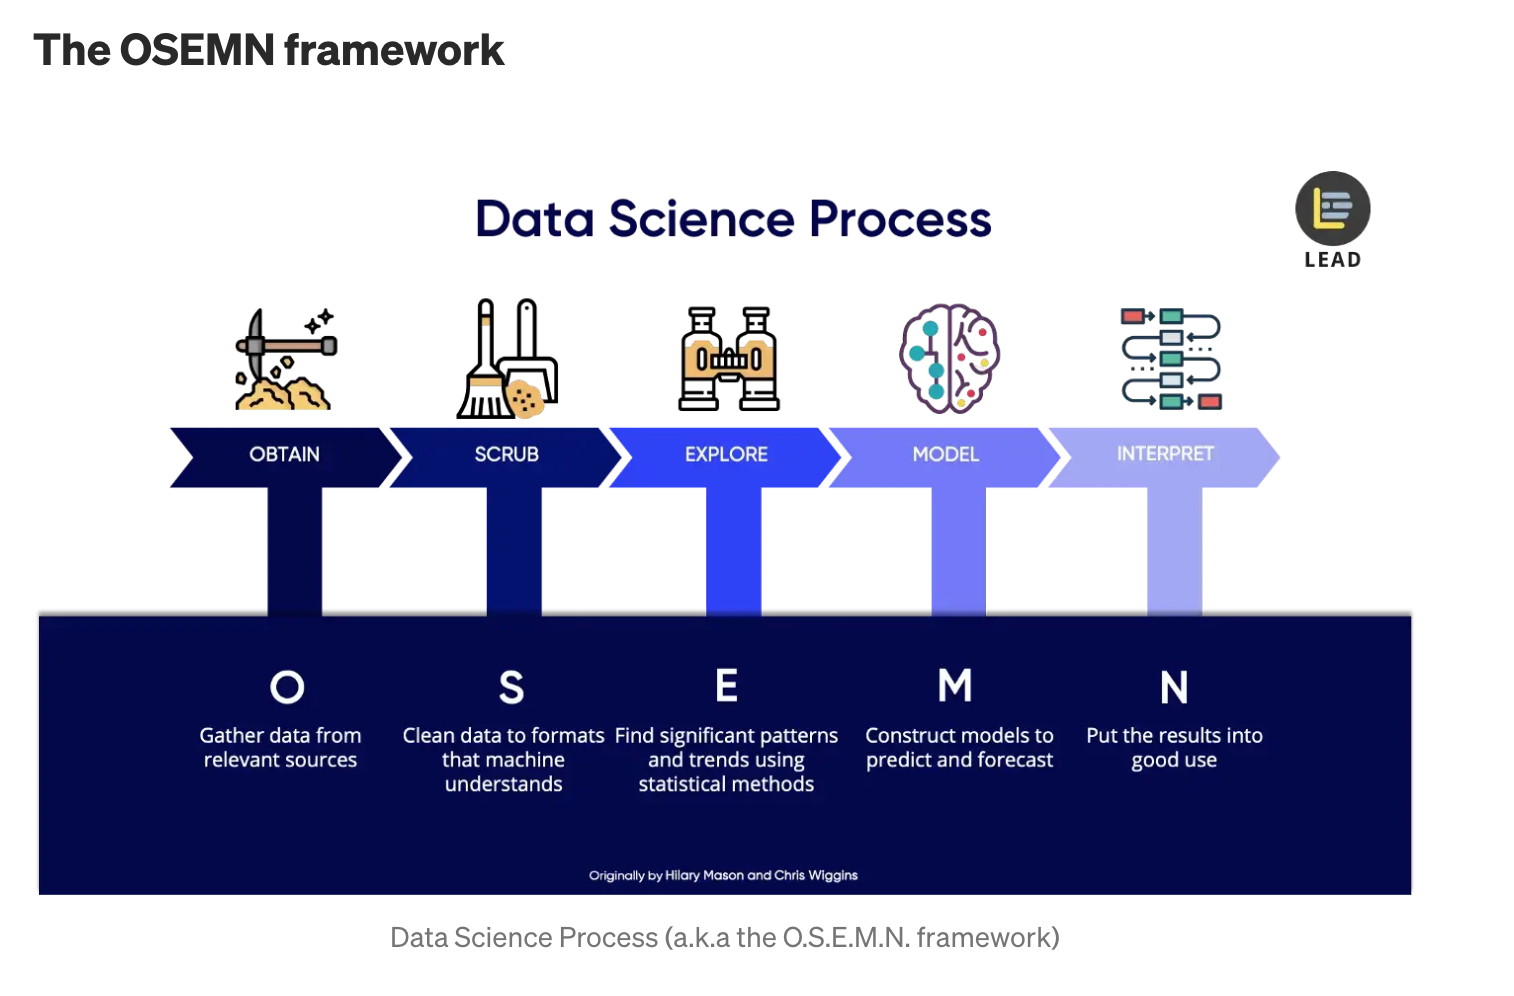 The OSEMN framework
Data Science Process
LEAD
OBTAIN
SCRUB
EXPLORE
MODEL
INTERPRET
O
Gather data from
relevant sources
S
Clean data to formats
that machine
understands
E
Find significant patterns
and trends using
statistical methods
M
Construct models to
predict and forecast
N
Put the results into
good use
Originally by Hilary Mason and Chris Wiggins
Data Science Process (a.k.a the O.S.E.M.N. framework)